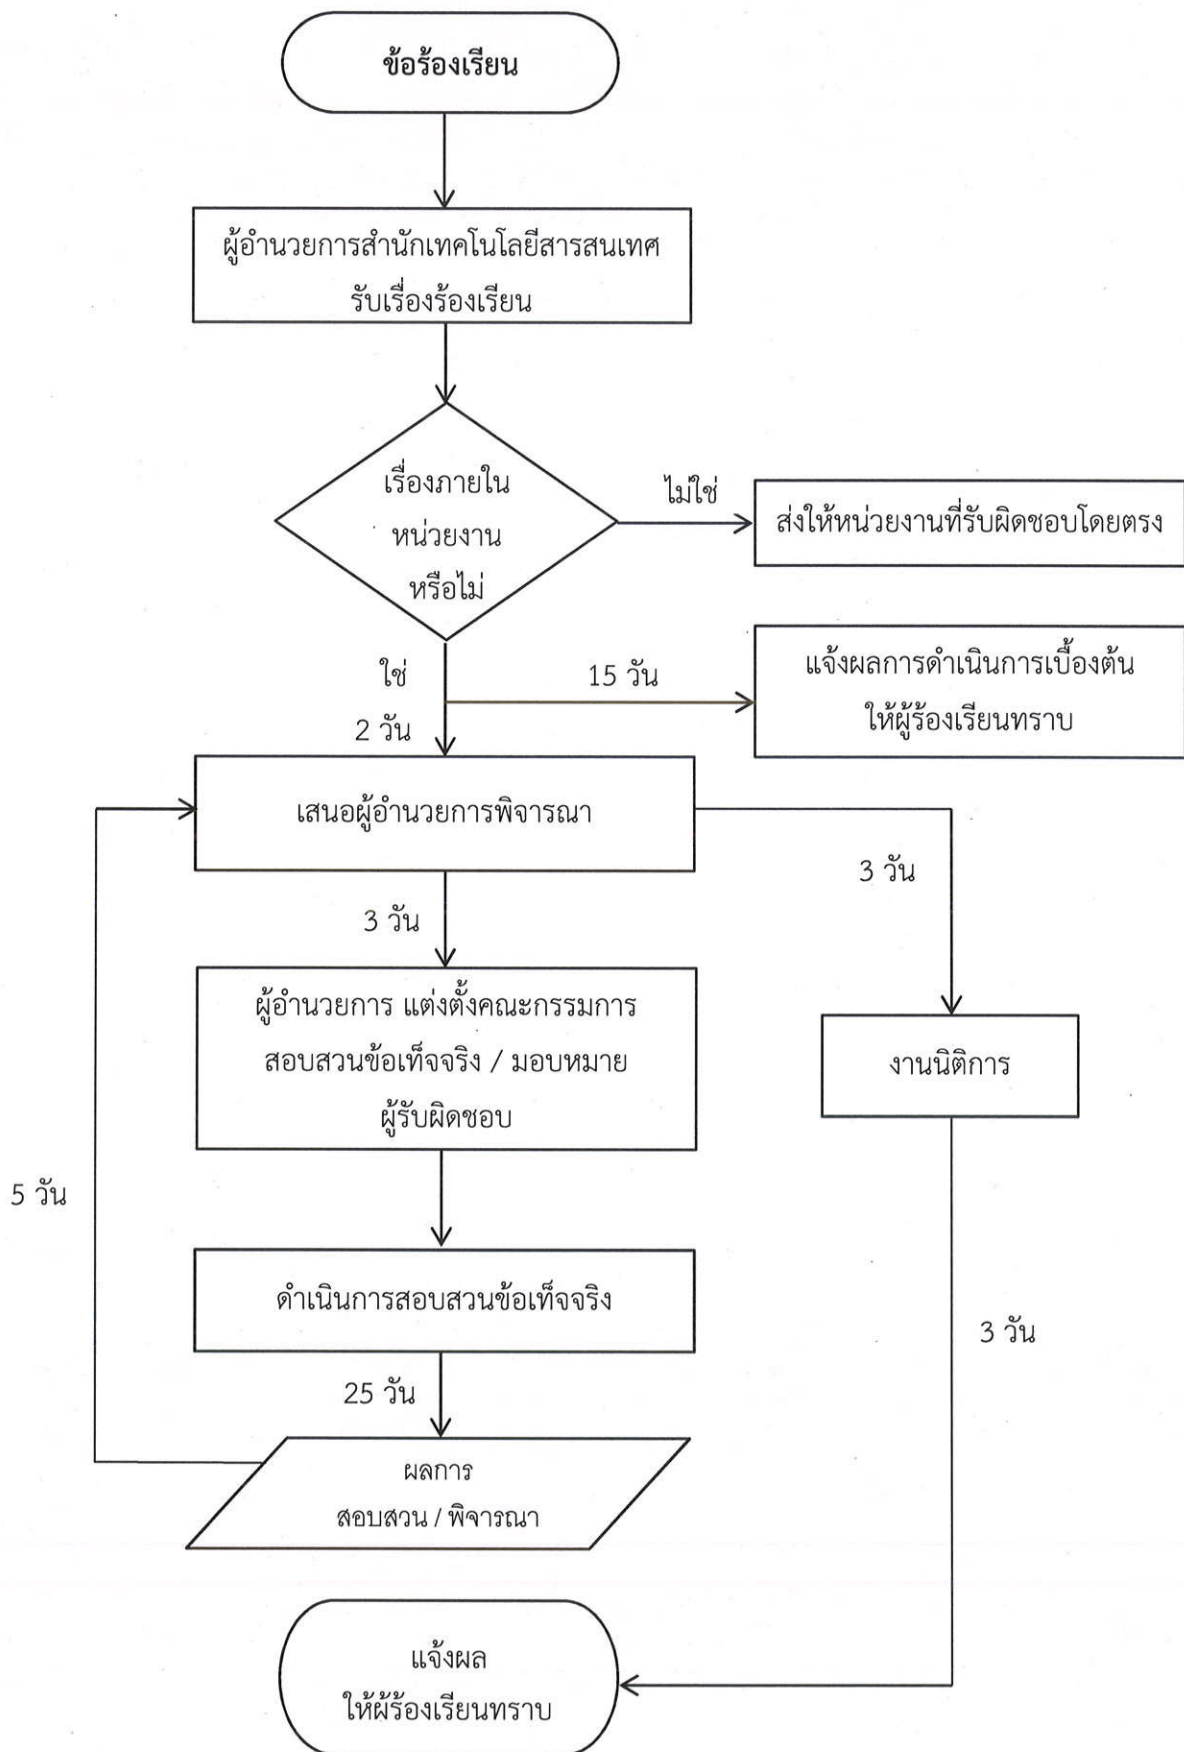 ข้อร้องเรียน
ผู้อำนวยการสำนักเทคโนโลยีสารสนเทศ
รับเรื่องร้องเรียน
เรื่องภายใน
หน่วยงาน
หรือไม่
ไม่ใช่
ส่งให้หน่วยงานที่รับผิดชอบโดยตรง
ใช่
15 วัน
แจ้งผลการดำเนินการเบื้องต้น
ให้ผู้ร้องเรียนทราบ
2 วัน
เสนอผู้อำนวยการพิจารณา
3 วัน
3 วัน
ผู้อำนวยการ แต่งตั้งคณะกรรมการ
สอบสวนข้อเท็จจริง / มอบหมาย
ผู้รับผิดชอบ
งานนิติการ
5 วัน
ดำเนินการสอบสวนข้อเท็จจริง
3 วัน
25 วัน
ผลการ
สอบสวน / พิจารณา
แจ้งผล
ให้ผู้ร้องเรียนทราบ